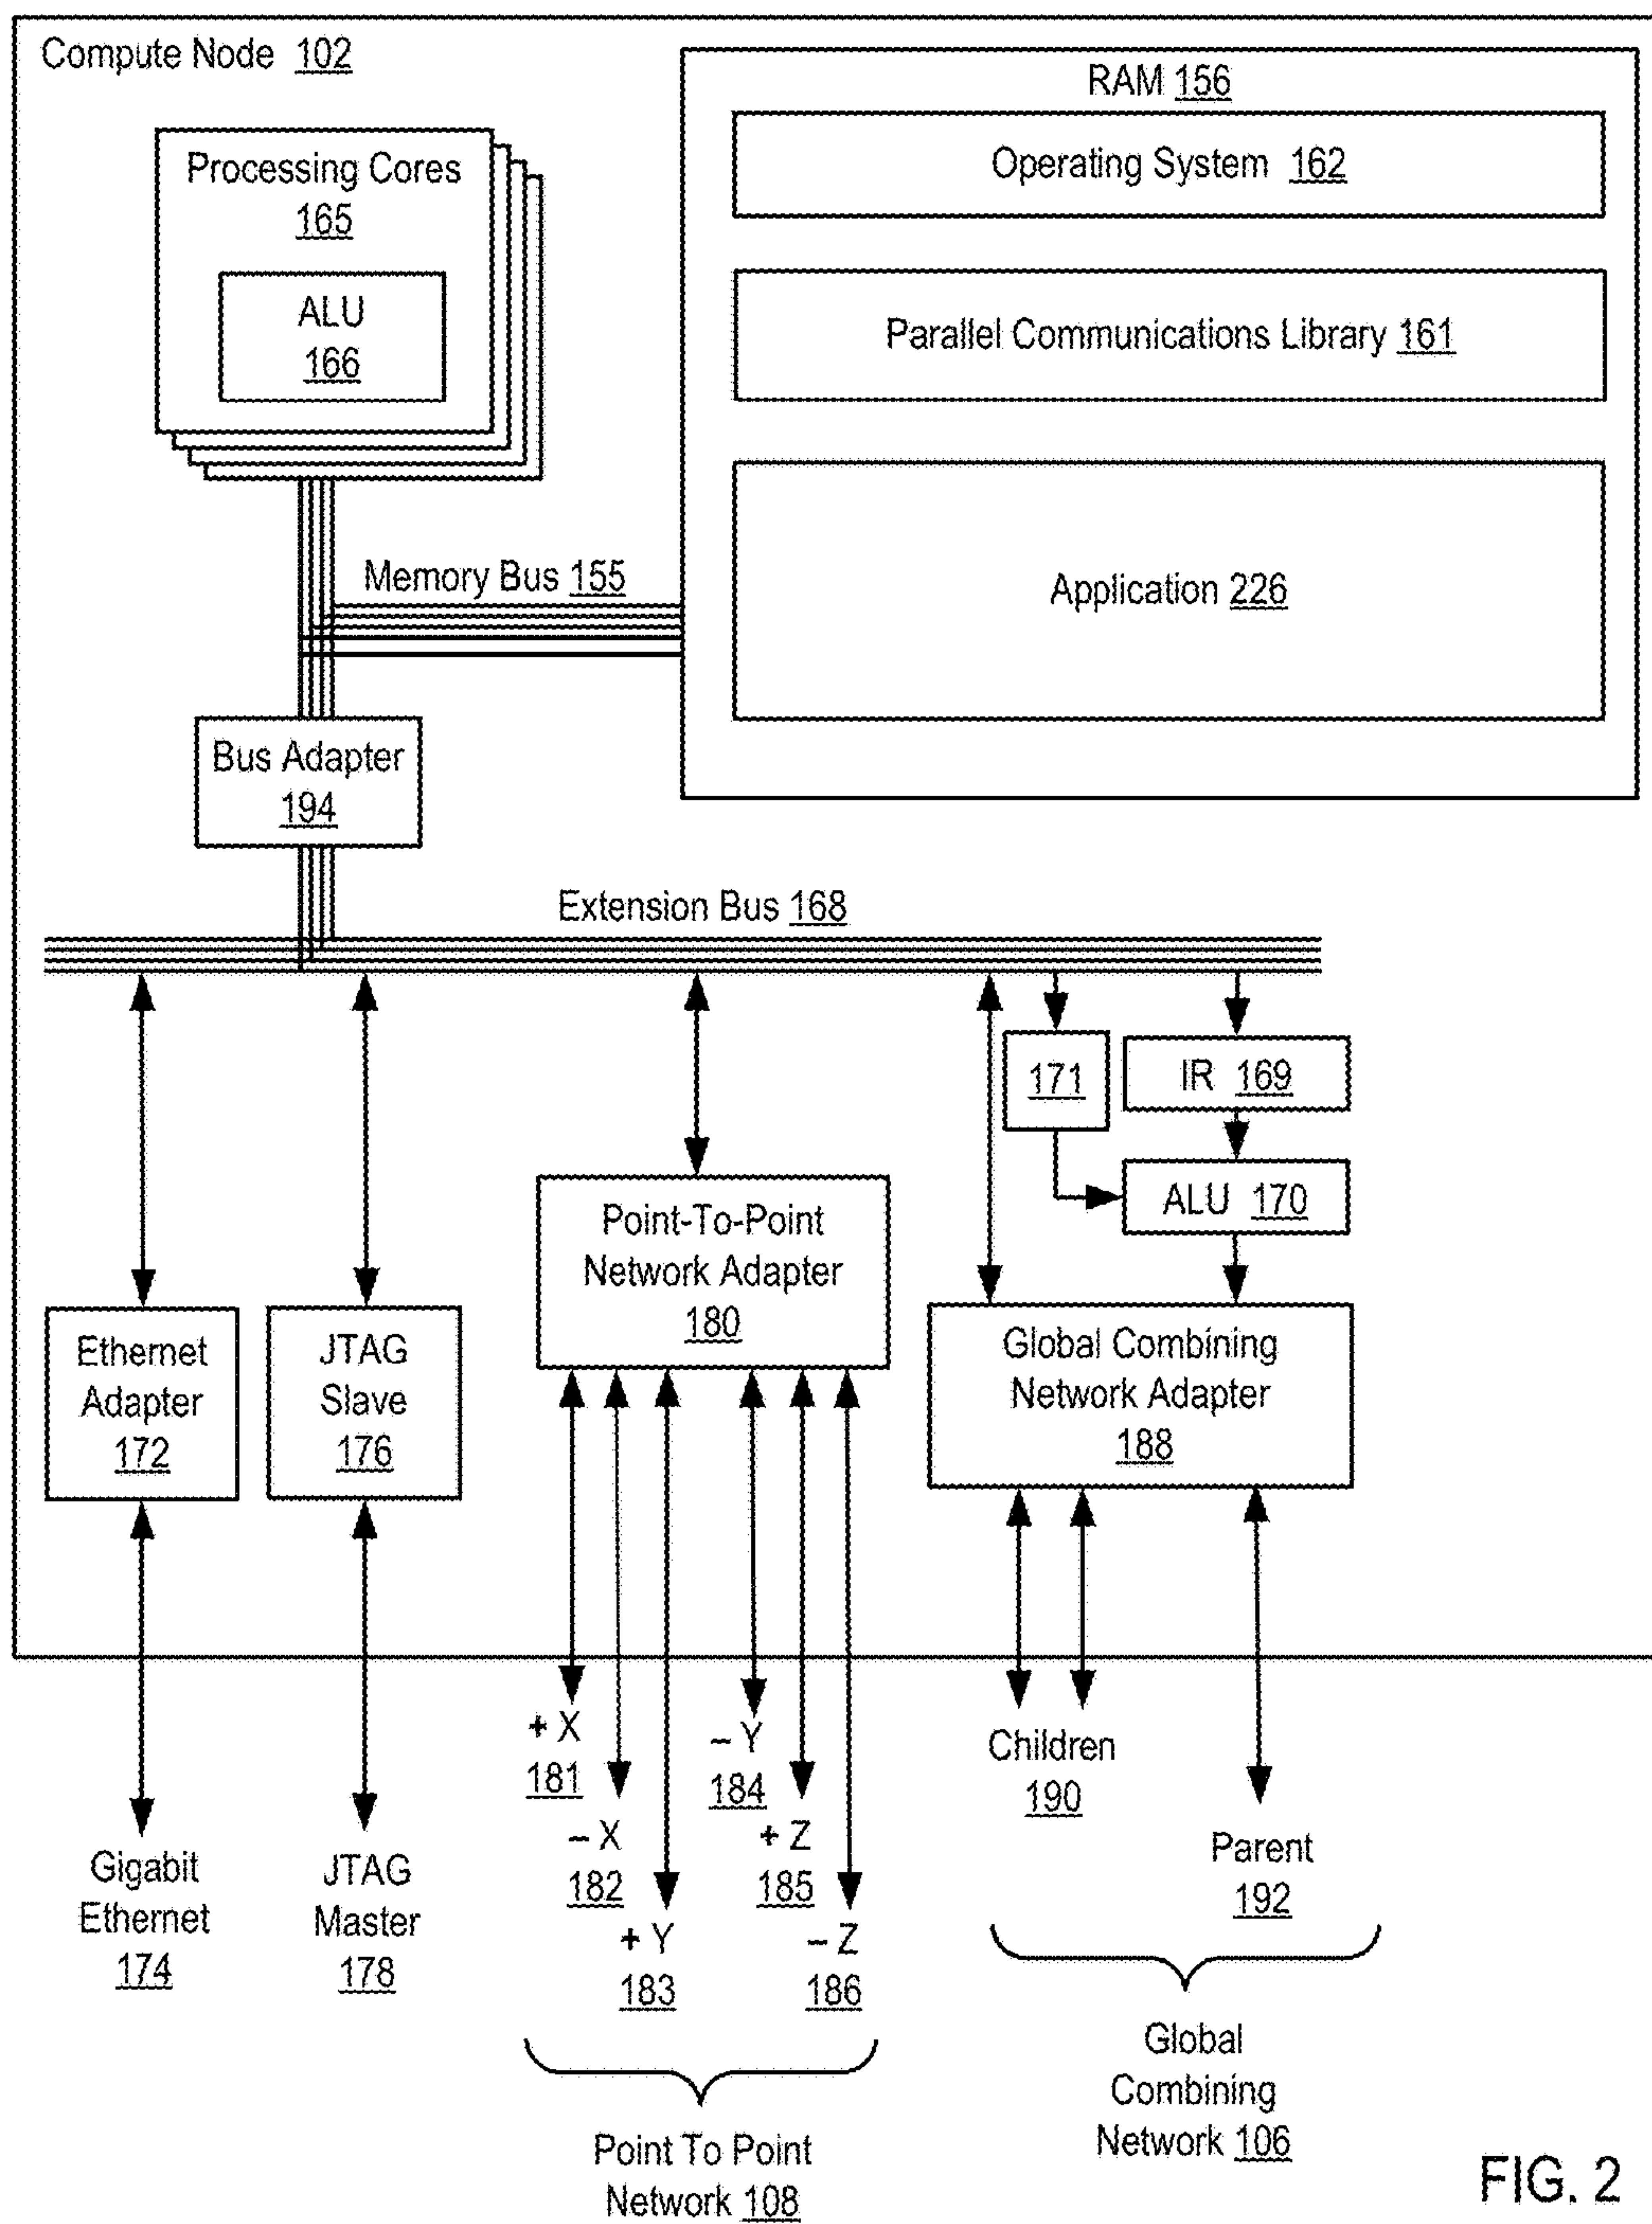 Compute Node 102
RAM 156
Operating System 162
Parallel Communications Library 161
Application 226
Processing Cores
165
ALU
166
Memory Bus 155
Bus Adapter
194
Extension Bus 168
171
IR 169
ALU 170
Point-To-Point
Network Adapter
180
Ethernet
Adapter
172
JTAG
Slave
176
Global Combining
Network Adapter
188
Gigabit
Ethernet
174
JTAG
Master
178
+ X
181
– X
182
+ Y
183
– Y
184
+ Z
185
– Z
186
Children
190
Parent
192
Point To Point
Network 108
Global
Combining
Network 106
FIG. 2